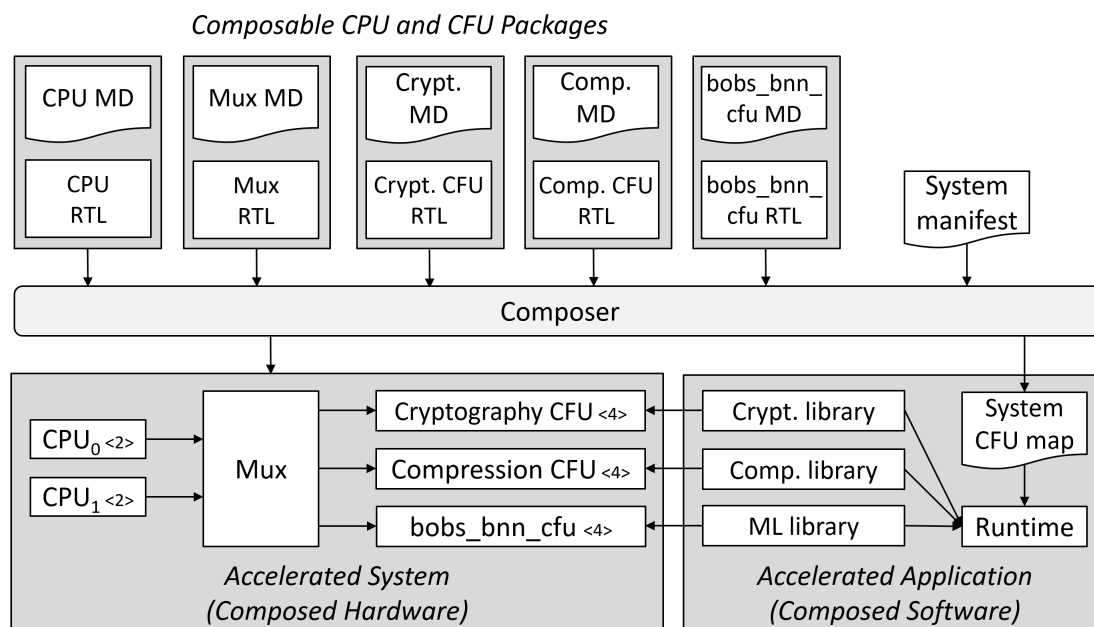 Composable CPU and CFU Packages
CPU MD
CPU
RTL
Mux MD
Mux
RTL
Crypt.
MD
Crypt. CFU
RTL
Comp.
MD
Comp. CFU
RTL
bobs_bnn_
cfu MD
bobs_bnn_
cfu RTL
System
manifest
Composer
CPU₀ <2>
CPU₁ <2>
Mux
Cryptography CFU <4>
Compression CFU <4>
bobs_bnn_cfu <4>
Accelerated System
(Composed Hardware)
Crypt. library
Comp. library
ML library
System
CFU map
Runtime
Accelerated Application
(Composed Software)